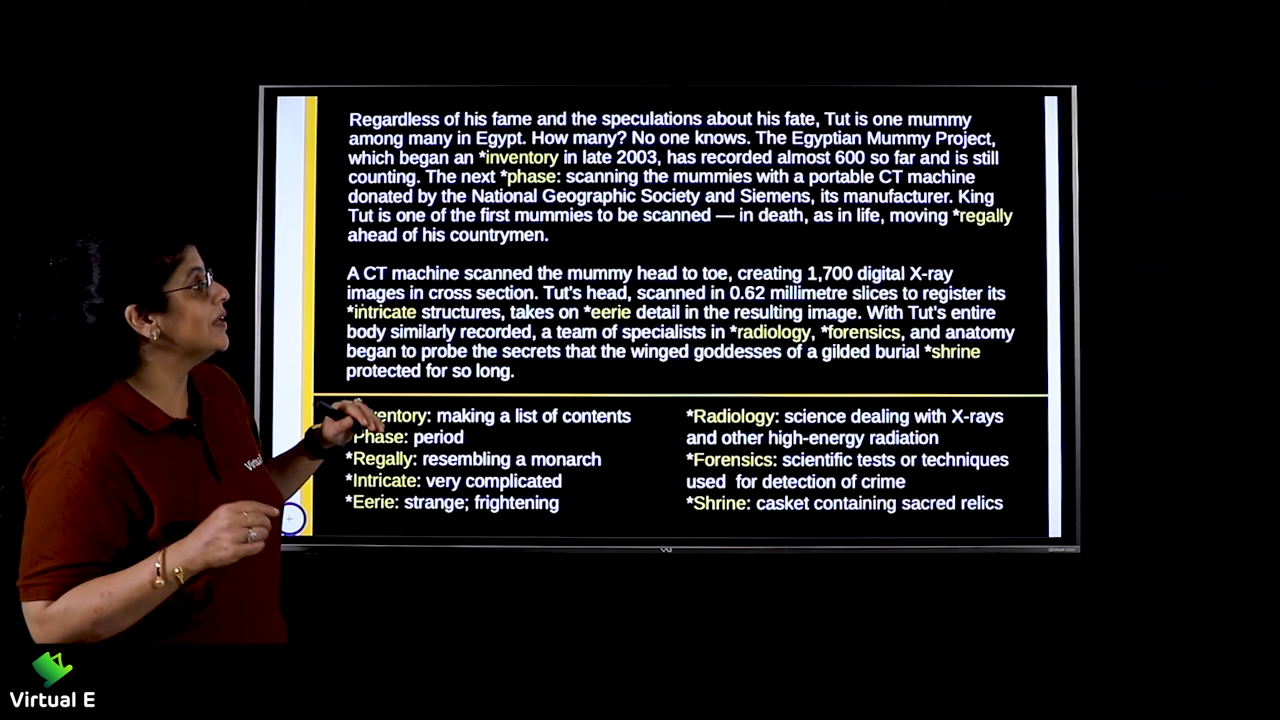 Regardless of his fame and the speculations about his fate, Tut is one mummy
among many in Egypt. How many? No one knows. The Egyptian Mummy Project,
which began an *inventory in late 2003, has recorded almost 600 so far and is still
counting. The next *phase: scanning the mummies with a portable CT machine
donated by the National Geographic Society and Siemens, its manufacturer. King
Tut is one of the first mummies to be scanned — in death, as in life, moving *regally
ahead of his countrymen.
A CT machine scanned the mummy head to toe, creating 1,700 digital X-ray
images in cross section. Tut's head, scanned in 0.62 millimetre slices to register its
*intricate structures, takes on *eerie detail in the resulting image. With Tut's entire
body similarly recorded, a team of specialists in *radiology, *forensics, and anatomy
began to probe the secrets that the winged goddesses of a gilded burial *shrine
protected for so long.
ventory: making a list of contents
*Phase: period
*Regally: resembling a monarch
*Intricate: very complicated
*Eerie: strange; frightening
*Radiology: science dealing with X-rays
and other high-energy radiation
*Forensics: scientific tests or techniques
used for detection of crime
*Shrine: casket containing sacred relics
Virtual E